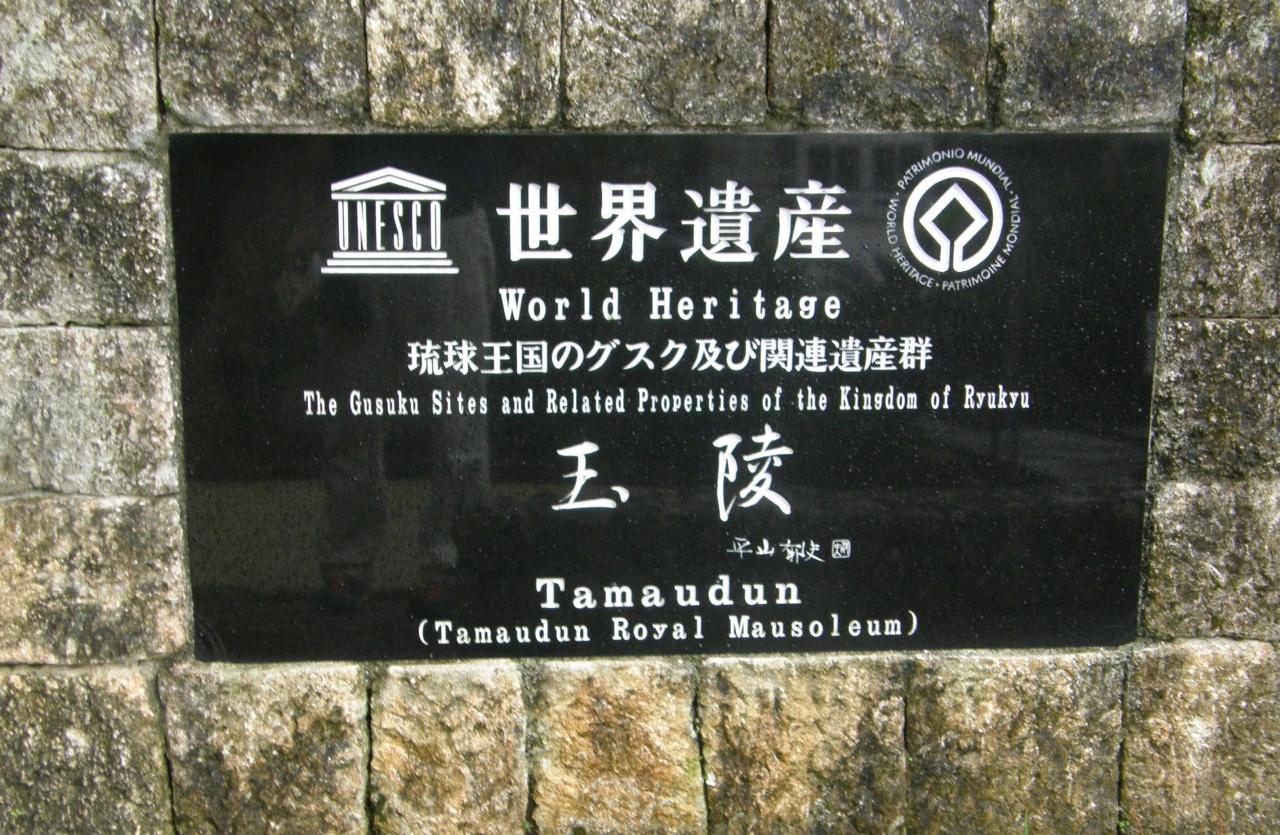 UNESCO
世界遺産
PATRIMONIO MUNDIAL · WORLD HERITAGE · PATRIMOINE MONDIAL ·
World Heritage
琉球王国のグスク及び関連遺産群
The Gusuku Sites and Related Properties of the Kingdom of Ryukyu
玉陵
平山郁夫
Tamaudun
(Tamaudun Royal Mausoleum)